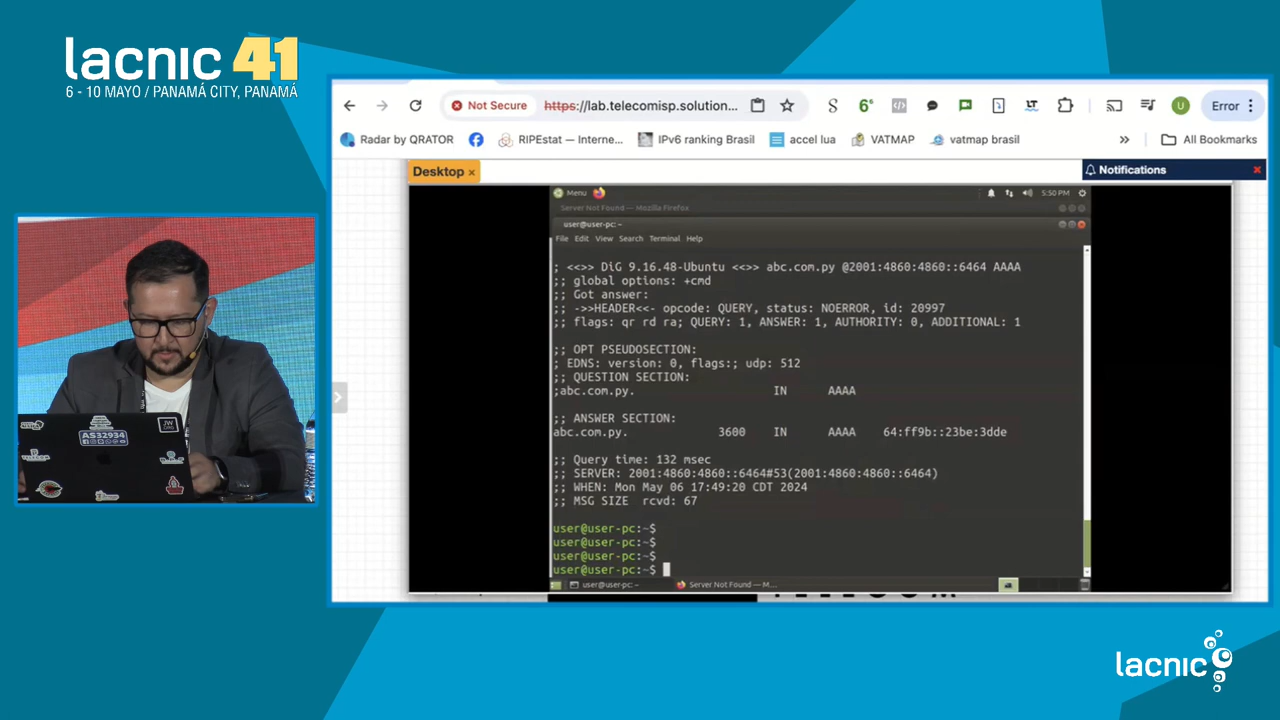 lacnic 41
6 - 10 MAYO / PANAMÁ CITY, PANAMÁ
Not Secure https://lab.telecomisp.solution... Error
Radar by QRATOR RIPEstat — Interne... IPv6 ranking Brasil accel lua VATMAP vatmap brasil » All Bookmarks
Desktop × Notifications
Menu 5:50 PM
Server Not Found — Mozilla Firefox
user@user-pc: ~
File Edit View Search Terminal Help
; <<>> DiG 9.16.48-Ubuntu <<>> abc.com.py @2001:4860:4860::6464 AAAA
;; global options: +cmd
;; Got answer:
;; ->>HEADER<<- opcode: QUERY, status: NOERROR, id: 20997
;; flags: qr rd ra; QUERY: 1, ANSWER: 1, AUTHORITY: 0, ADDITIONAL: 1
;; OPT PSEUDOSECTION:
; EDNS: version: 0, flags:; udp: 512
;; QUESTION SECTION:
;abc.com.py. IN AAAA
;; ANSWER SECTION:
abc.com.py. 3600 IN AAAA 64:ff9b::23be:3dde
;; Query time: 132 msec
;; SERVER: 2001:4860:4860::6464#53(2001:4860:4860::6464)
;; WHEN: Mon May 06 17:49:20 CDT 2024
;; MSG SIZE rcvd: 67
user@user-pc:~$
user@user-pc:~$
user@user-pc:~$
user@user-pc:~$
user@user-pc: ~ Server Not Found — M...
AS32934
JW
lacnic